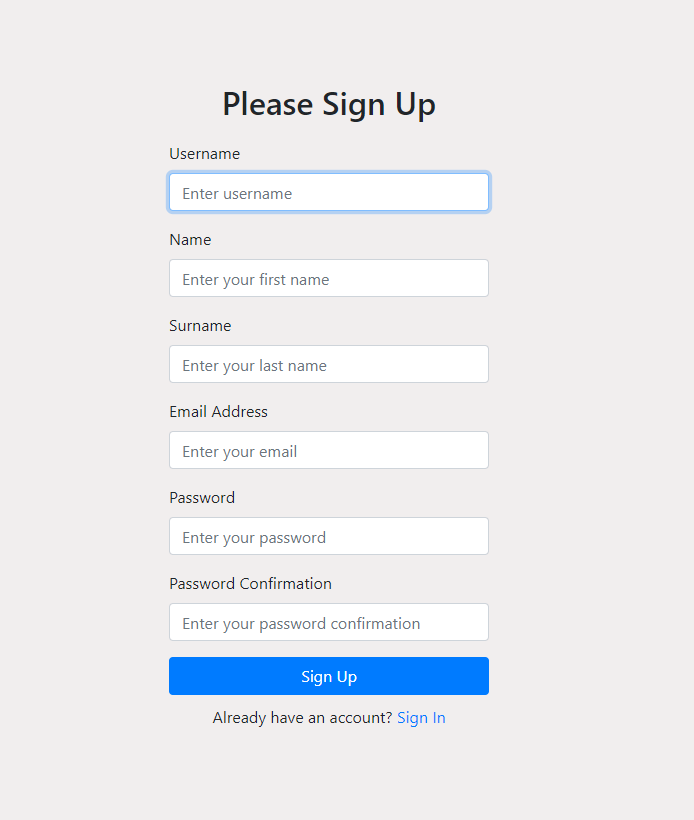 Please Sign Up
Username
Enter username
Name
Enter your first name
Surname
Enter your last name
Email Address
Enter your email
Password
Enter your password
Password Confirmation
Enter your password confirmation
Sign Up
Already have an account? Sign In